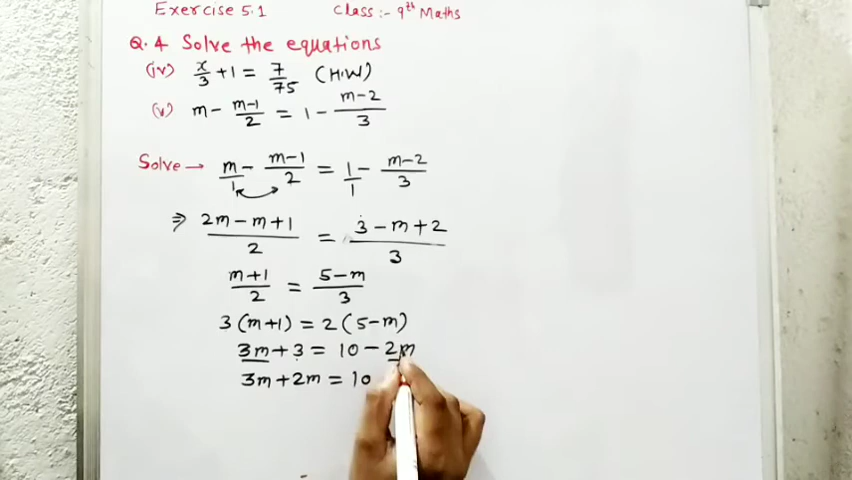 Exercise 5.1 Class :- 9th Maths
Q.4 Solve the equations
(iv) x/3 + 1 = 7/75 (H.W)
(v) m - m-1/2 = 1 - m-2/3
Solve → m/1 - m-1/2 = 1/1 - m-2/3
⇒ 2m - m + 1/2 = 3 - m + 2/3
m+1/2 = 5-m/3
3(m+1) = 2(5-m)
3m + 3 = 10 - 2m
3m + 2m = 10